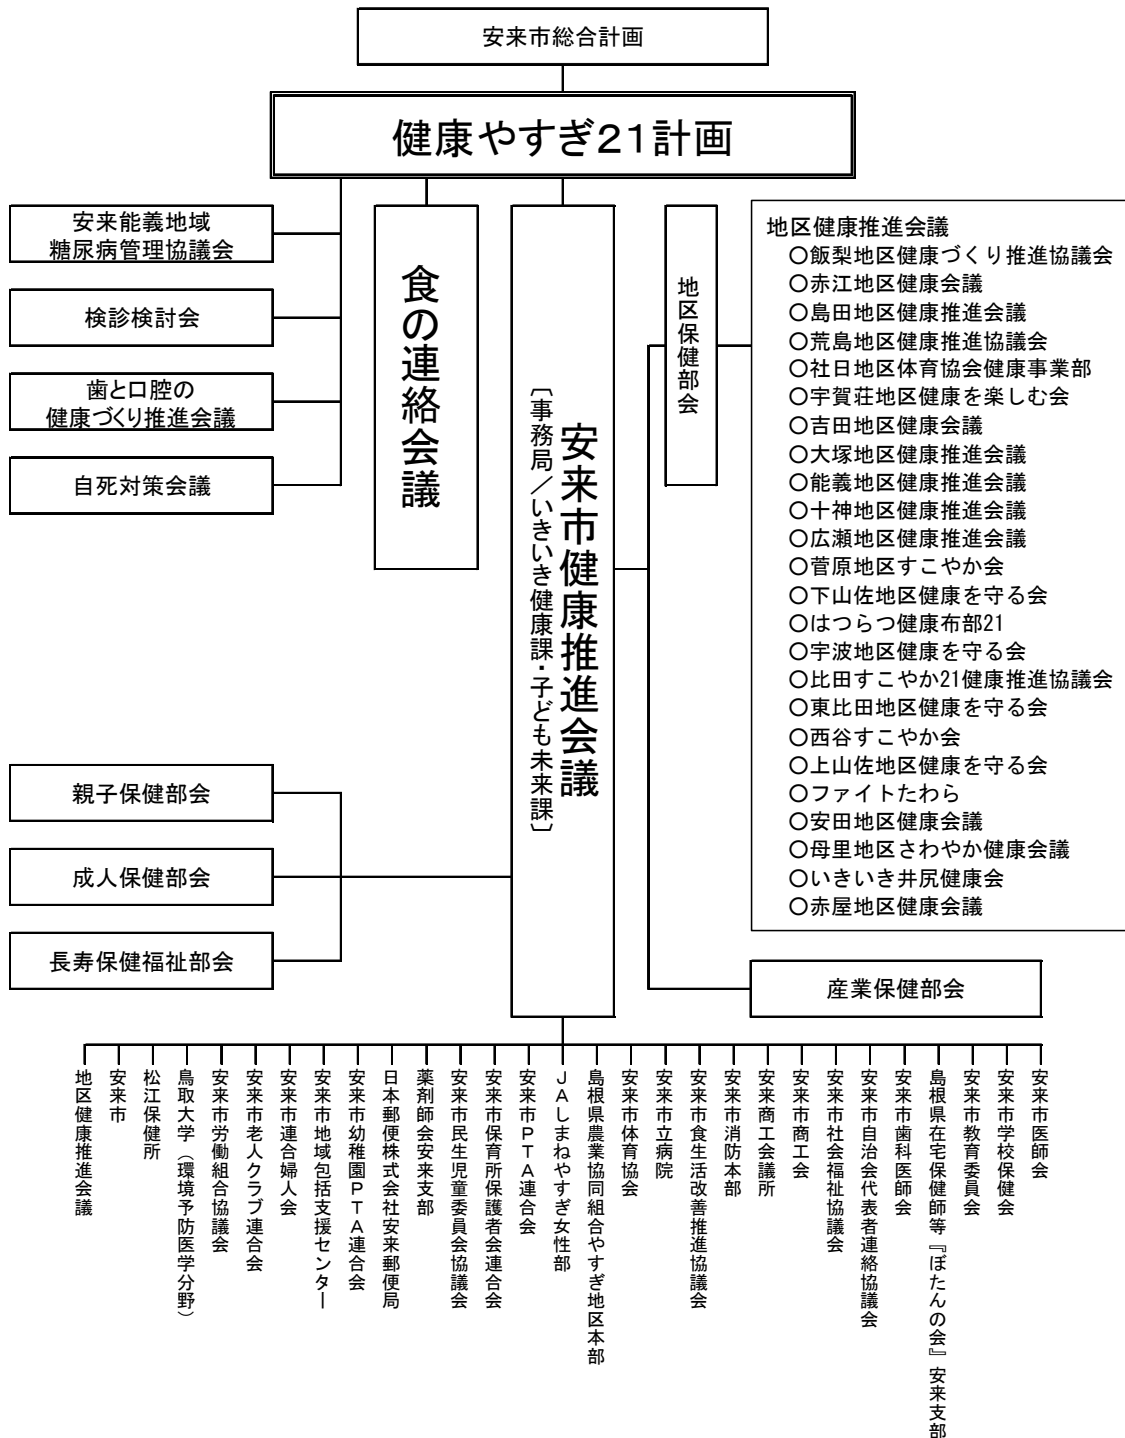 安来市総合計画
健康やすぎ21計画
安来能義地域
糖尿病管理協議会
検診検討会
歯と口腔の
健康づくり推進会議
自死対策会議
食の連絡会議
安来市健康推進会議
〔事務局／いきいき健康課・子ども未来課〕
地区保健部会
地区健康推進会議
○飯梨地区健康づくり推進協議会
○赤江地区健康会議
○島田地区健康推進会議
○荒島地区健康推進協議会
○社日地区体育協会健康事業部
○宇賀荘地区健康を楽しむ会
○吉田地区健康会議
○大塚地区健康推進会議
○能義地区健康推進会議
○十神地区健康推進会議
○広瀬地区健康推進会議
○菅原地区すこやか会
○下山佐地区健康を守る会
○はつらつ健康布部21
○宇波地区健康を守る会
○比田すこやか21健康推進協議会
○東比田地区健康を守る会
○西谷すこやか会
○上山佐地区健康を守る会
○ファイトたわら
○安田地区健康会議
○母里地区さわやか健康会議
○いきいき井尻健康会
○赤屋地区健康会議
親子保健部会
成人保健部会
長寿保健福祉部会
産業保健部会
安来市医師会
安来市学校保健会
安来市教育委員会
島根県在宅保健師等『ぼたんの会』安来支部
安来市歯科医師会
安来市自治会代表者連絡協議会
安来市社会福祉協議会
安来市商工会
安来商工会議所
安来市消防本部
安来市食生活改善推進協議会
安来市立病院
安来市体育協会
島根県農業協同組合やすぎ地区本部
ＪＡしまねやすぎ女性部
安来市ＰＴＡ連合会
安来市保育所保護者会連合会
安来市民生児童委員会協議会
薬剤師会安来支部
日本郵便株式会社安来郵便局
安来市幼稚園ＰＴＡ連合会
安来市地域包括支援センター
安来市連合婦人会
安来市老人クラブ連合会
安来市労働組合協議会
鳥取大学（環境予防医学分野）
松江保健所
安来市
地区健康推進会議